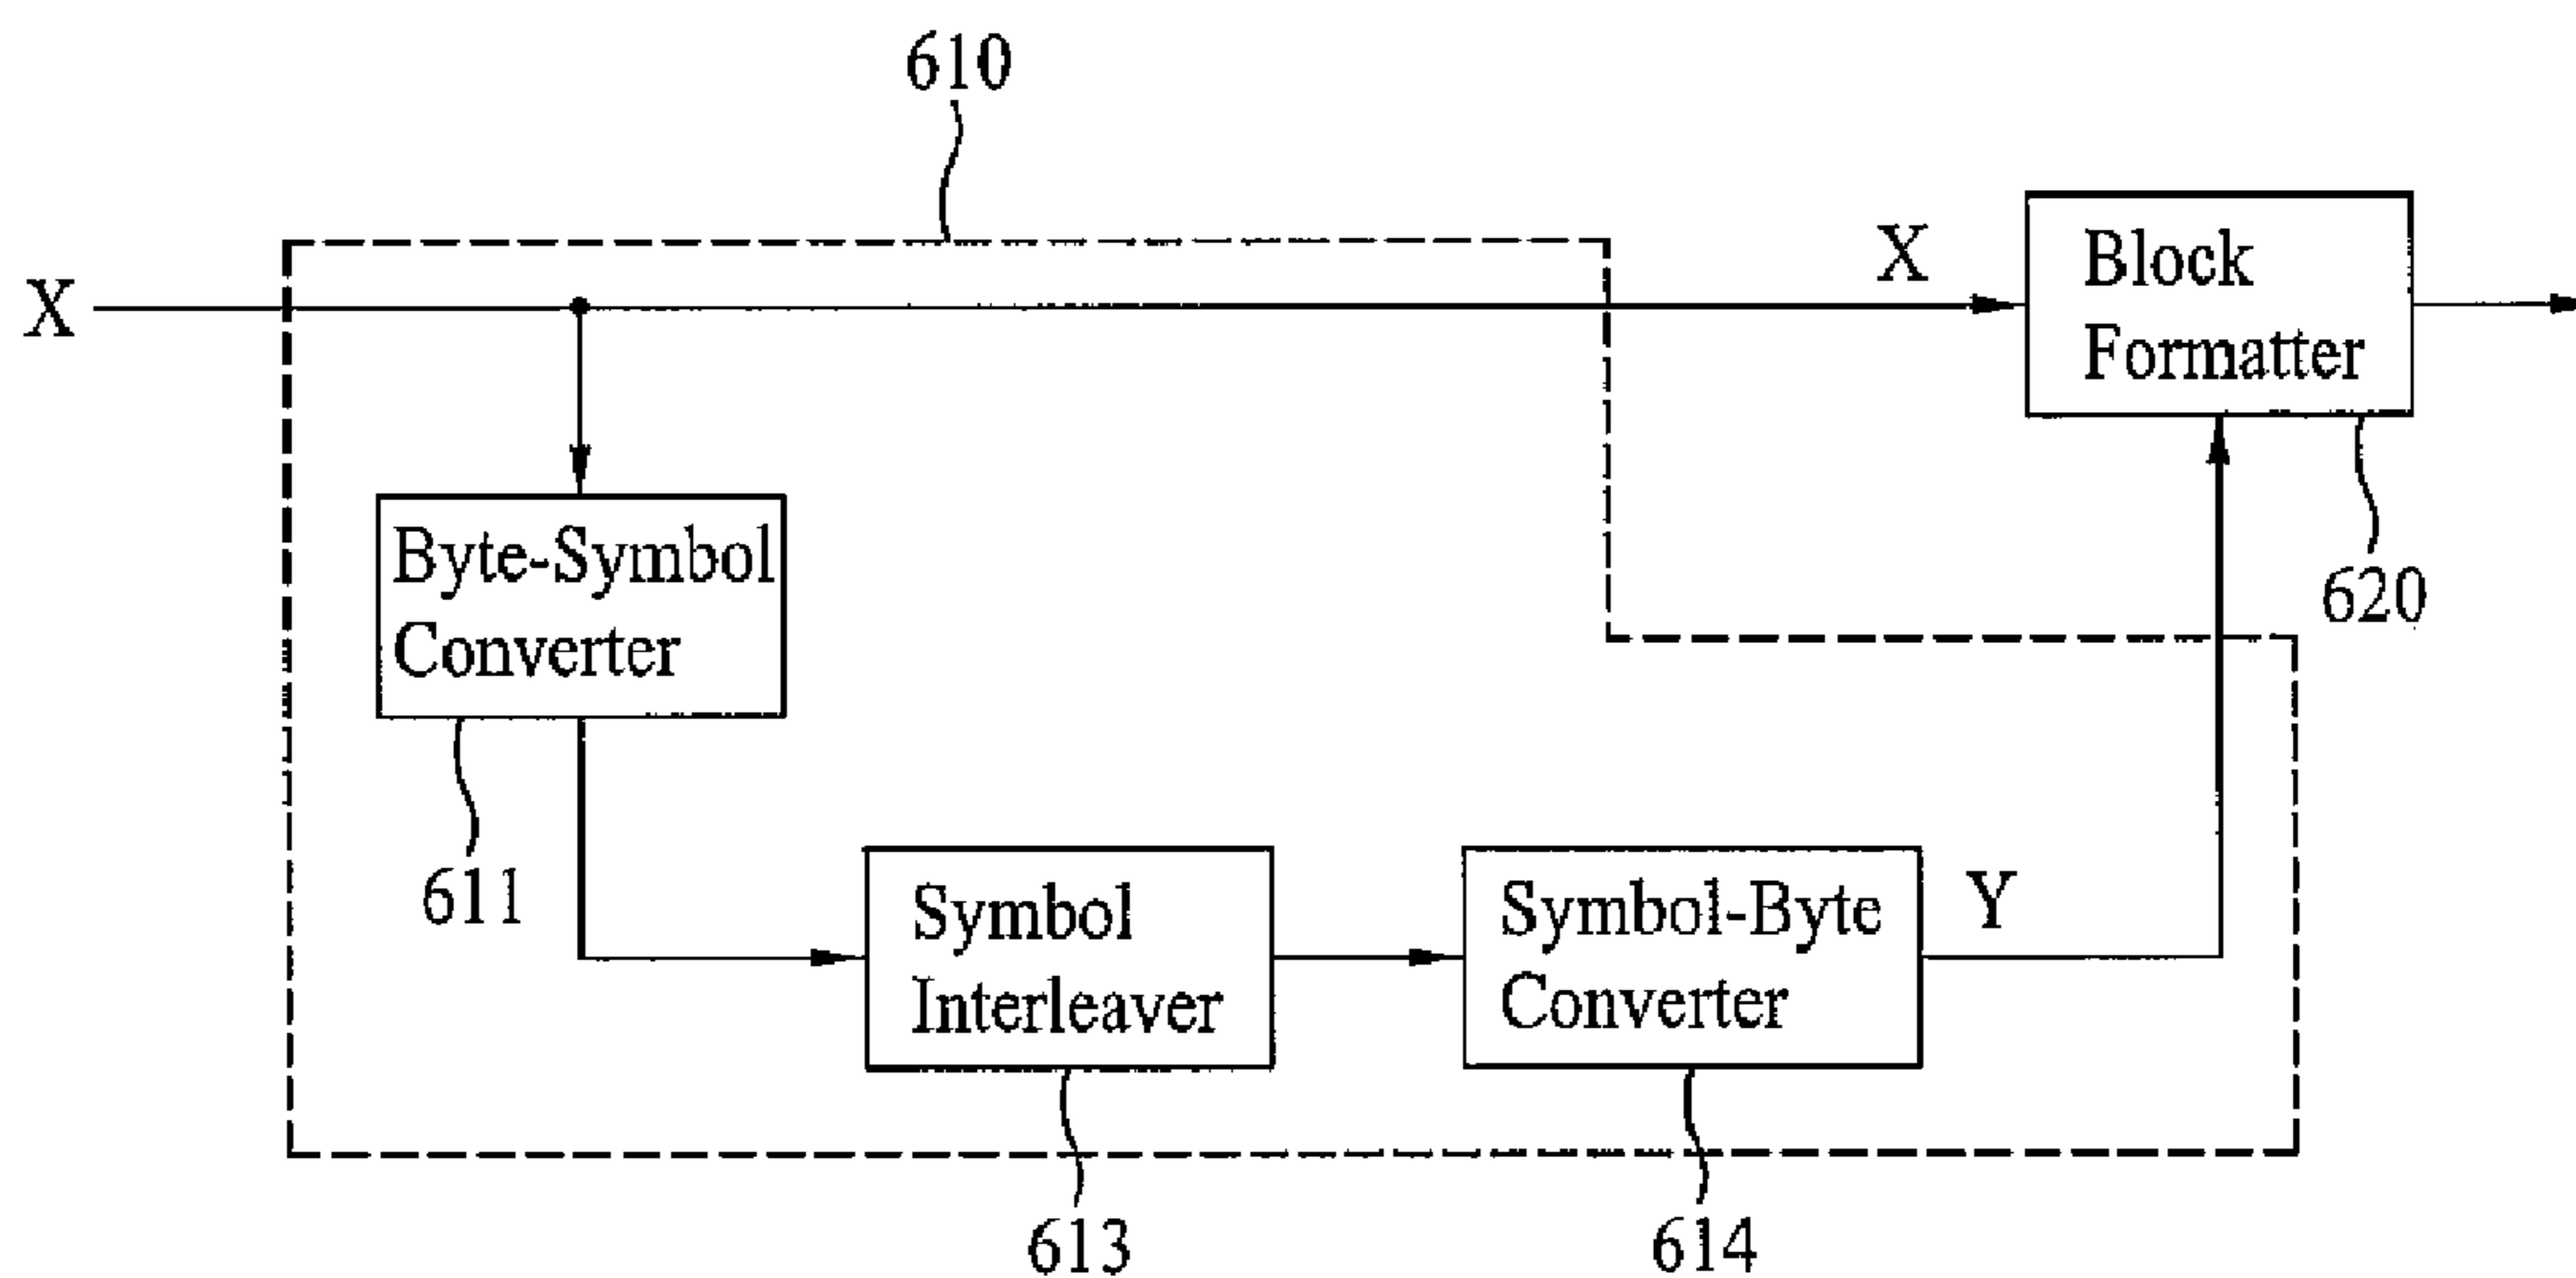 610
X
X
Block
Formatter
620
Byte-Symbol
Converter
611
Symbol
Interleaver
613
Symbol-Byte
Converter
614
Y